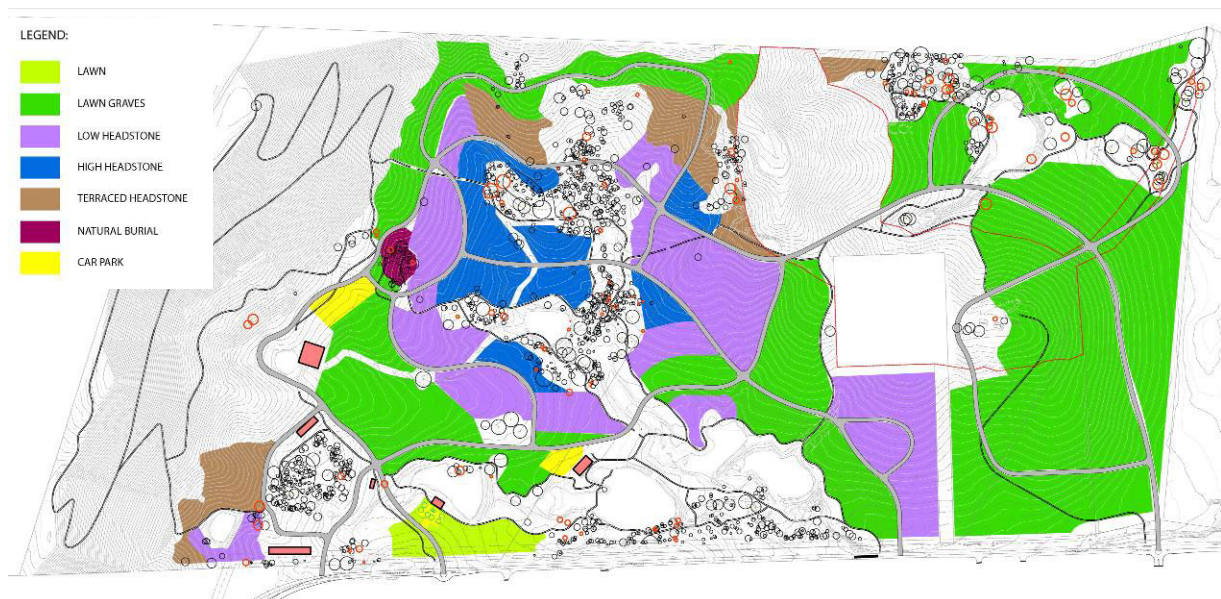 LEGEND:
LAWN
LAWN GRAVES
LOW HEADSTONE
HIGH HEADSTONE
TERRACED HEADSTONE
NATURAL BURIAL
CAR PARK